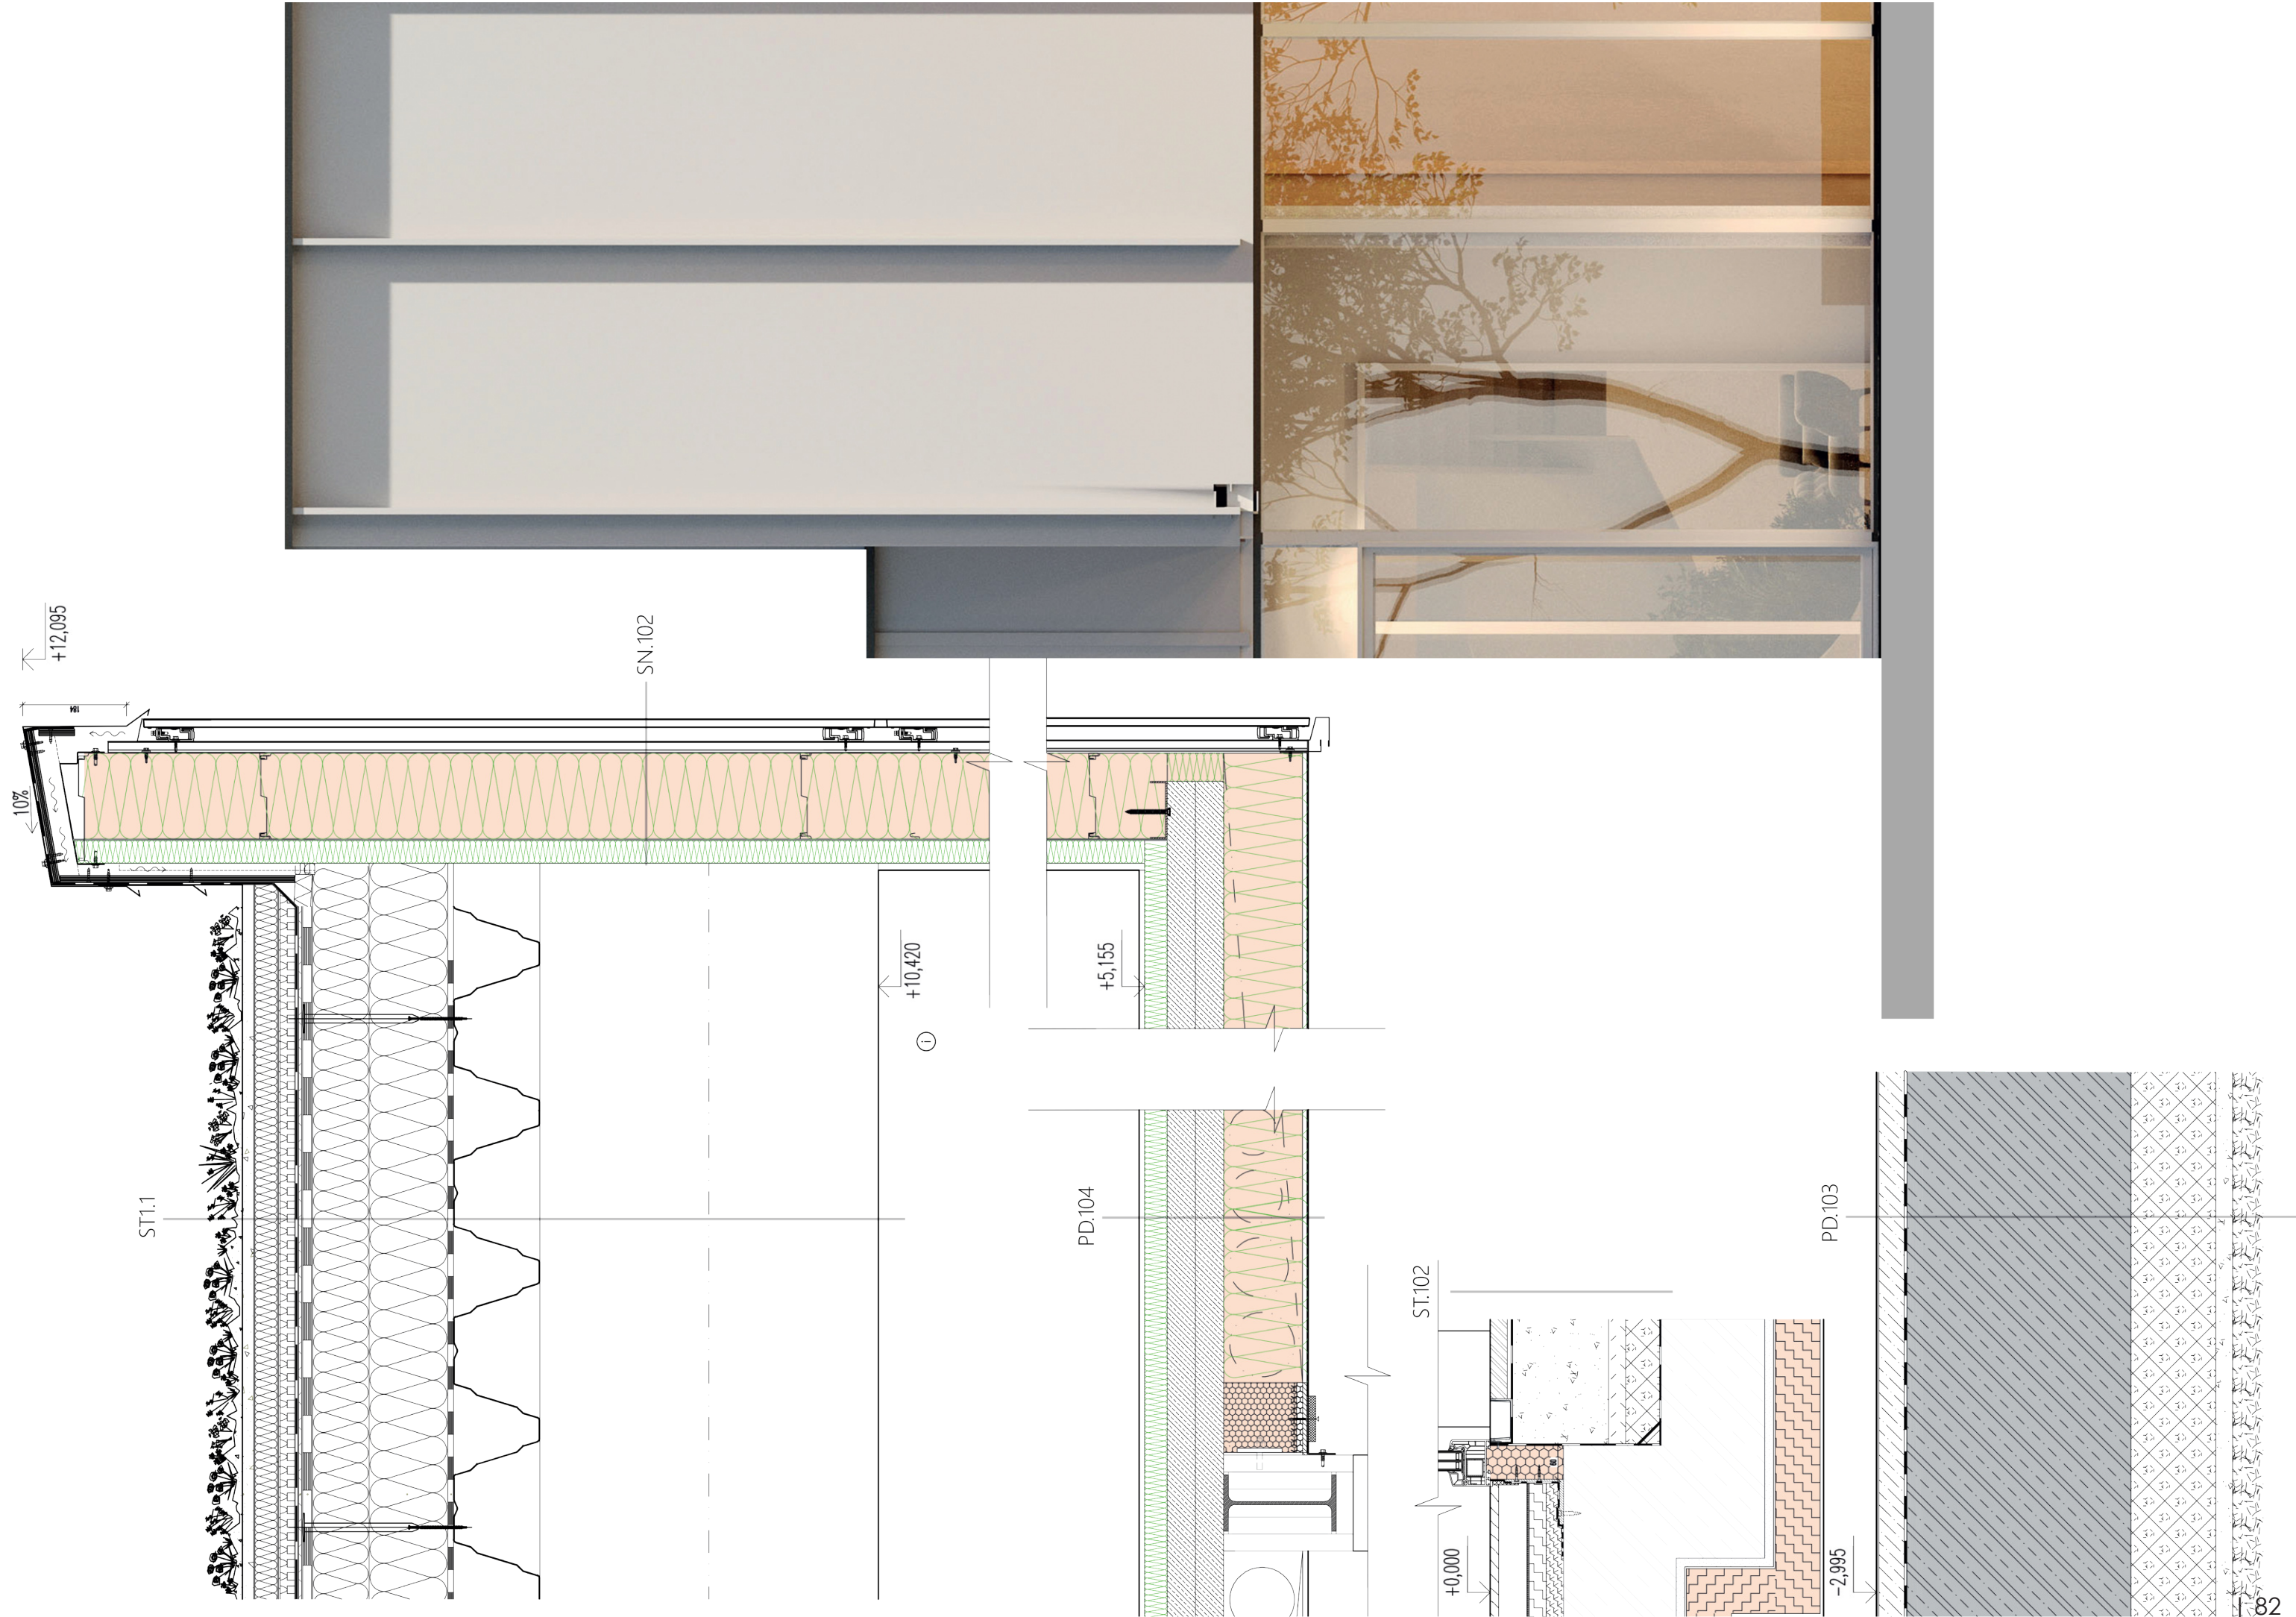 +12,095
184
10%
SN.102
+10,420
i
+5,155
ST1.1
PD.104
ST.102
PD.103
+0,000
-2,995
82